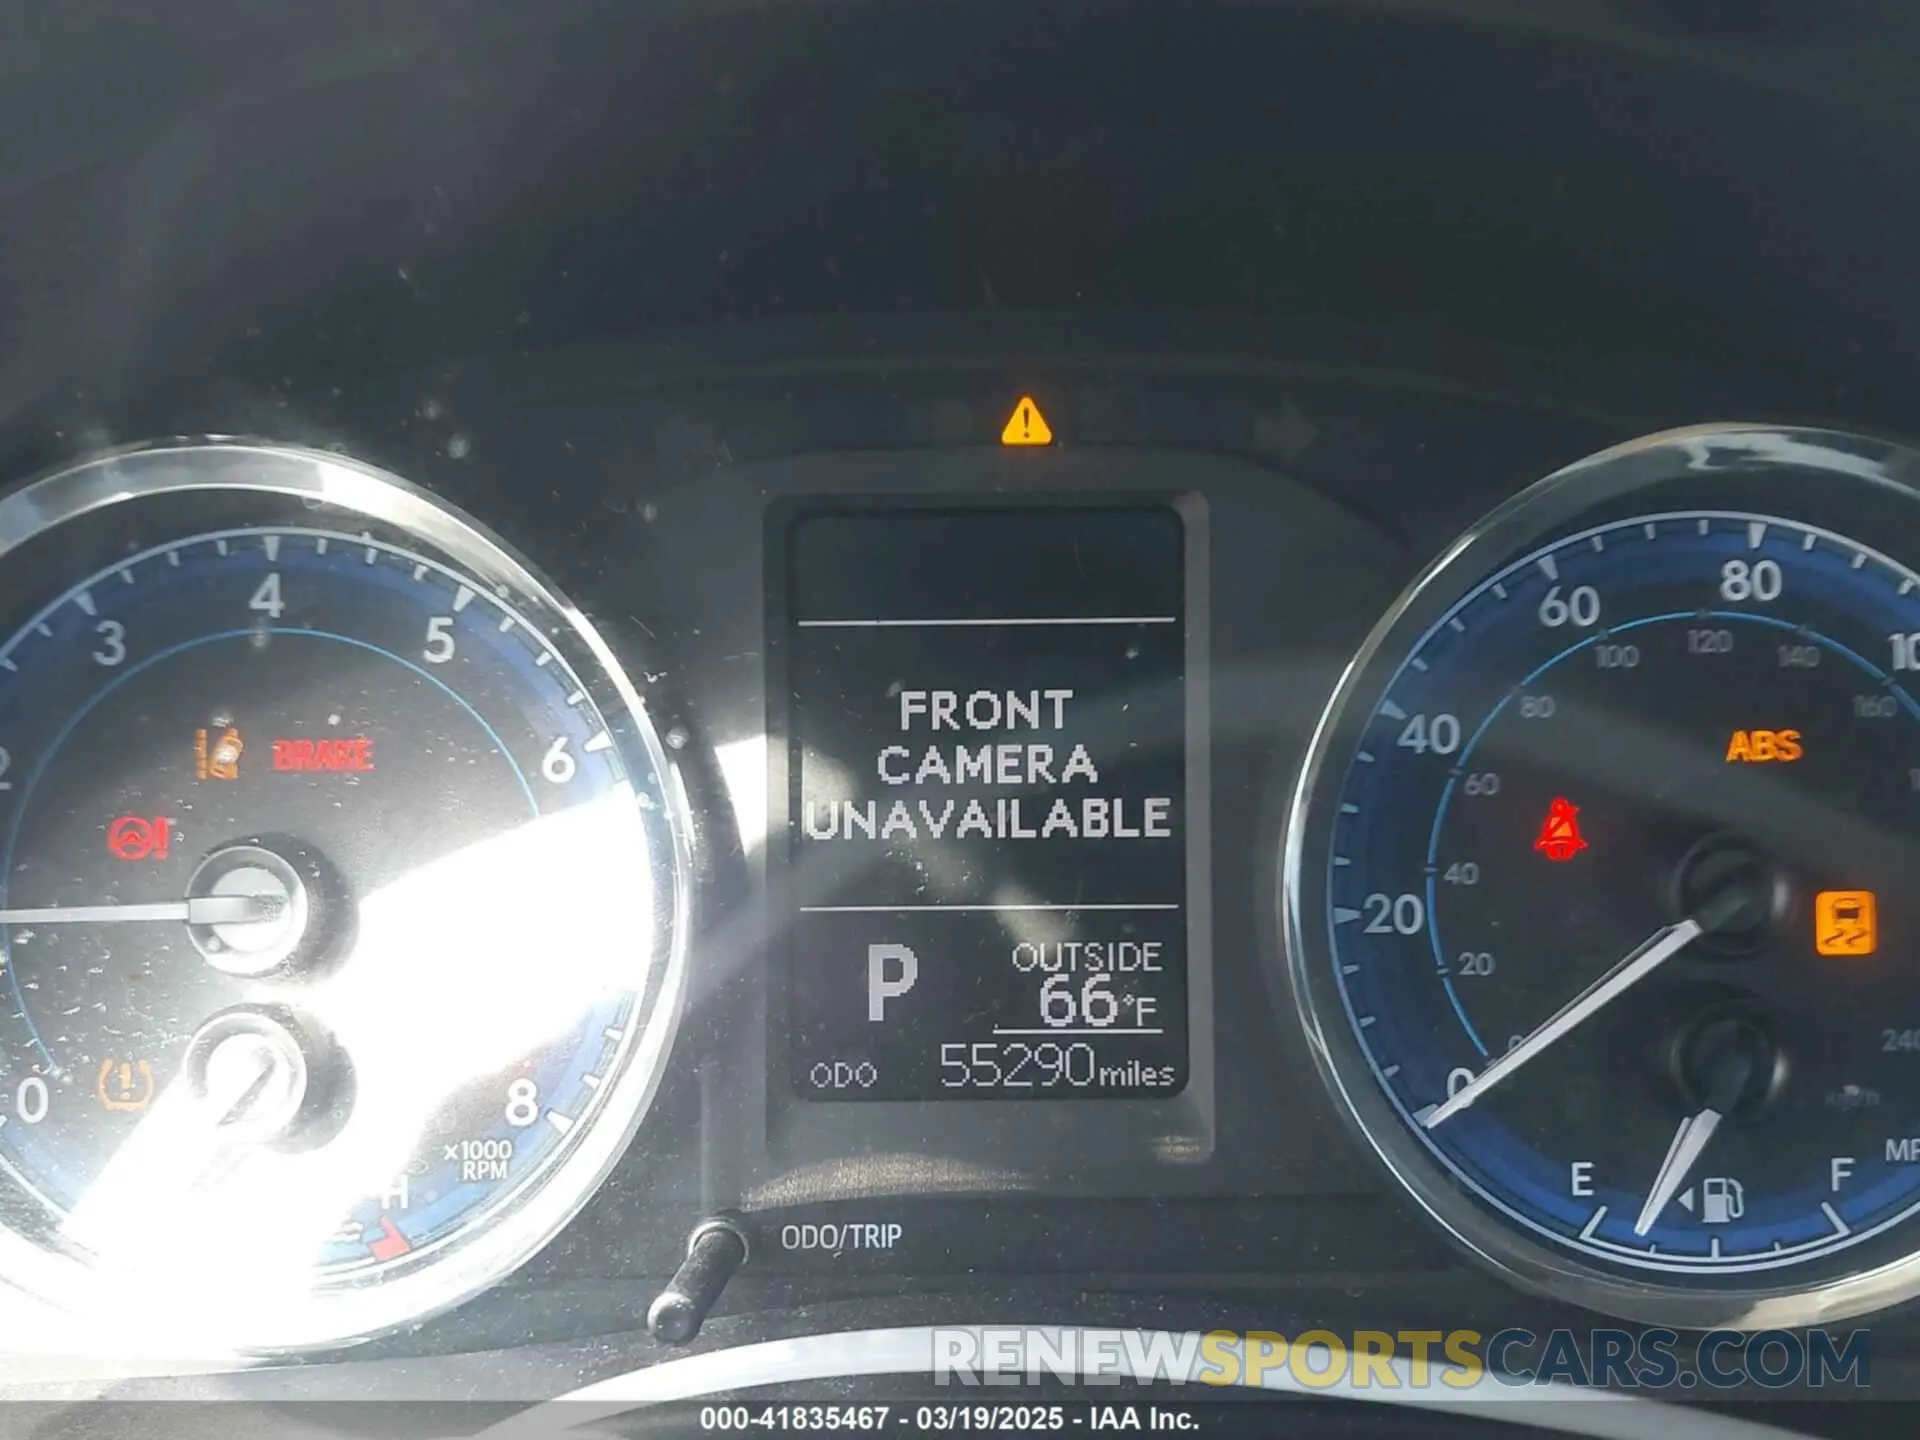 3 4 5 6 8 0
BRAKE
×1000
RPM
H
FRONT
CAMERA
UNAVAILABLE
P
OUTSIDE
66°F
ODO 55290 miles
ODO/TRIP
0 20 40 60 80
20 40 60 80 100 120 140 160
ABS
E F
RENEWSPORTSCARS.COM
000-41835467 - 03/19/2025 - IAA Inc.